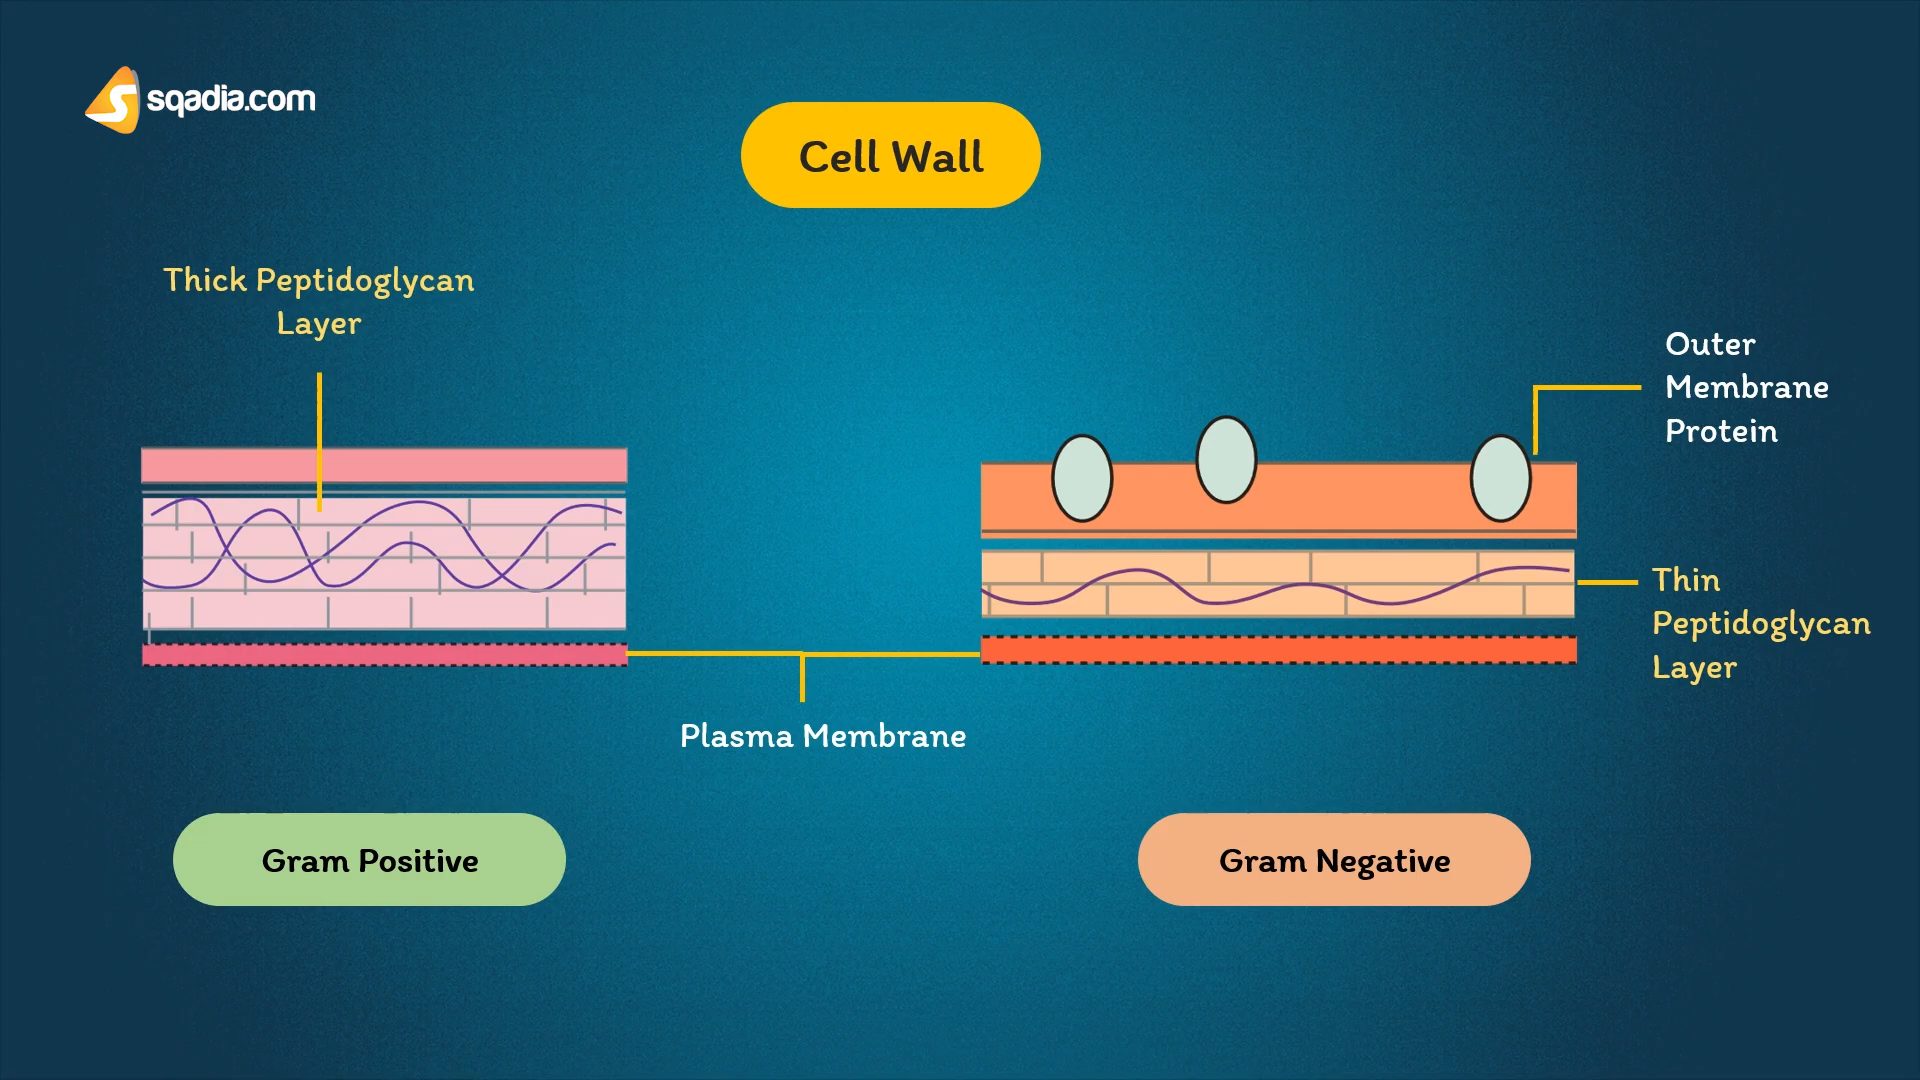 sqadia.com
Cell Wall
Thick Peptidoglycan
Layer
Outer
Membrane
Protein
Thin
Peptidoglycan
Layer
Plasma Membrane
Gram Positive
Gram Negative